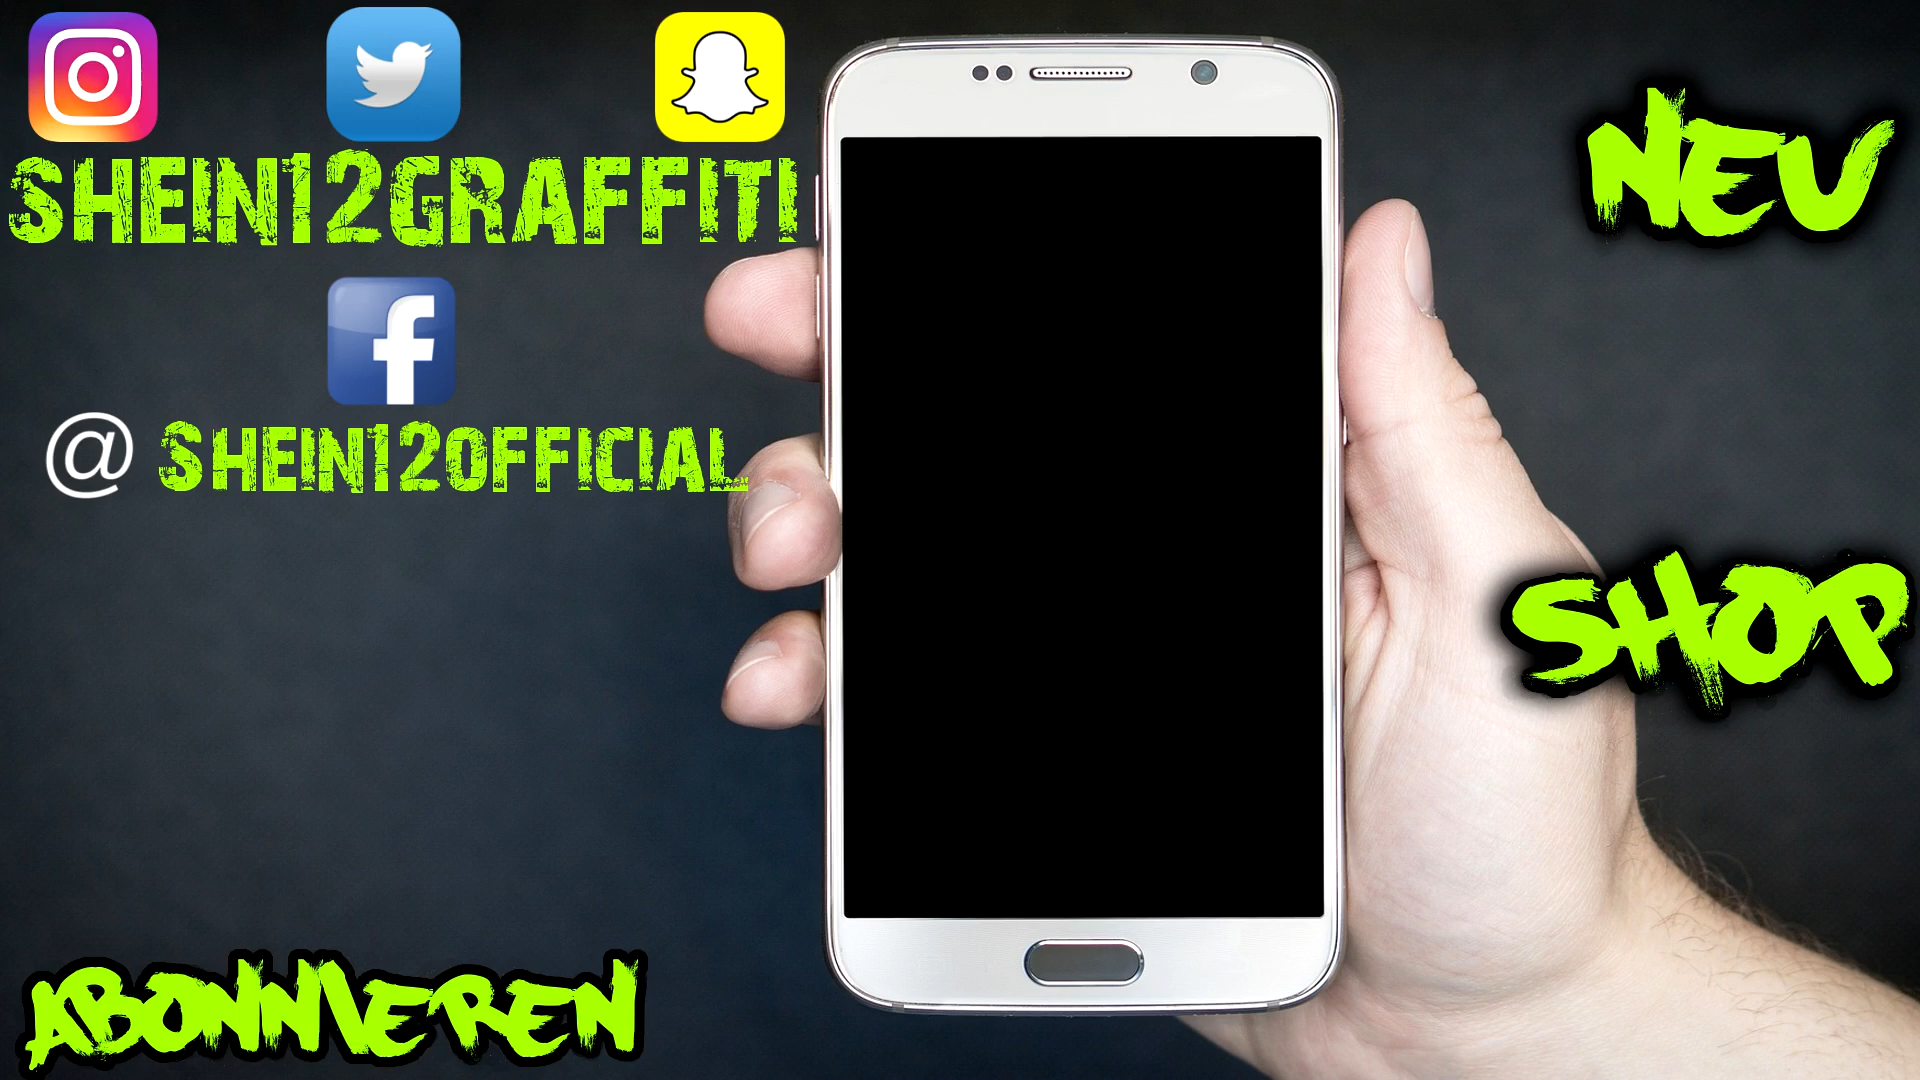 SHEIN12GRAFFITI
@ SHEIN12OFFICIAL
NEU
SHOP
ABONNIEREN